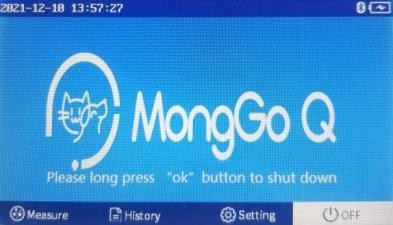 2021-12-10 13:57:27
MongGo Q
Please long press "ok" button to shut down
Measure History Setting OFF